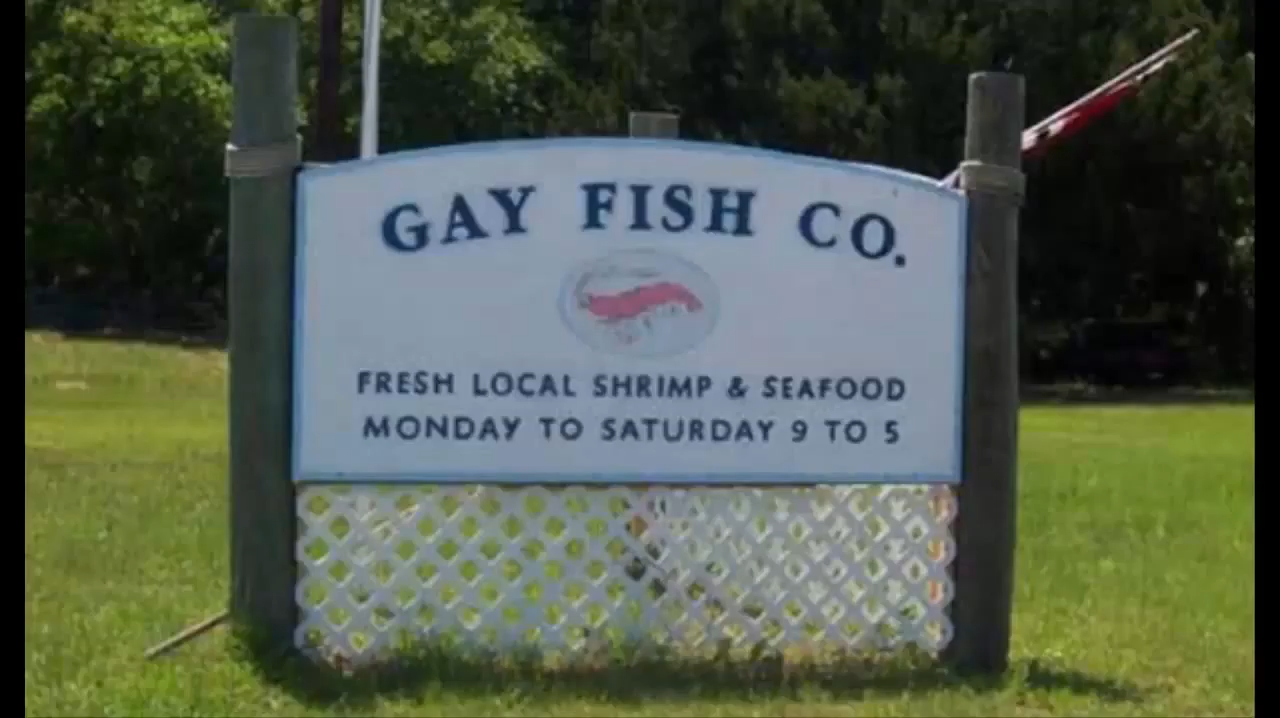 GAY FISH CO.
FRESH LOCAL SHRIMP & SEAFOOD
MONDAY TO SATURDAY 9 TO 5